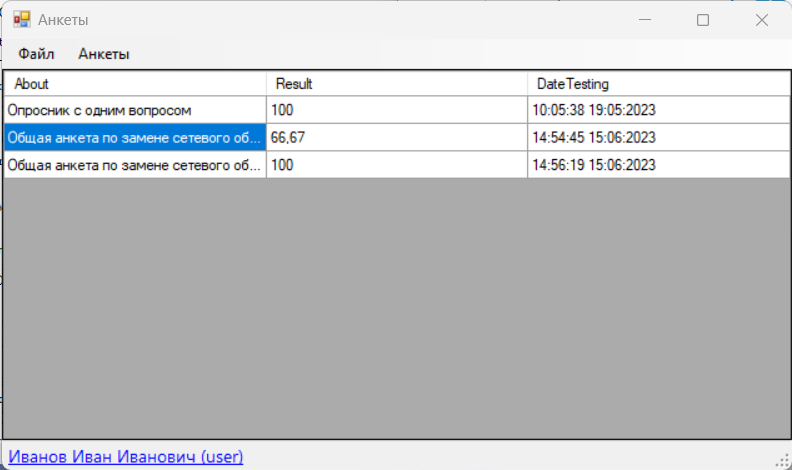 Анкеты
Файл Анкеты
About Result DateTesting
Опросник с одним вопросом 100 10:05:38 19:05:2023
Общая анкета по замене сетевого об... 66,67 14:54:45 15:06:2023
Общая анкета по замене сетевого об... 100 14:56:19 15:06:2023
Иванов Иван Иванович (user)